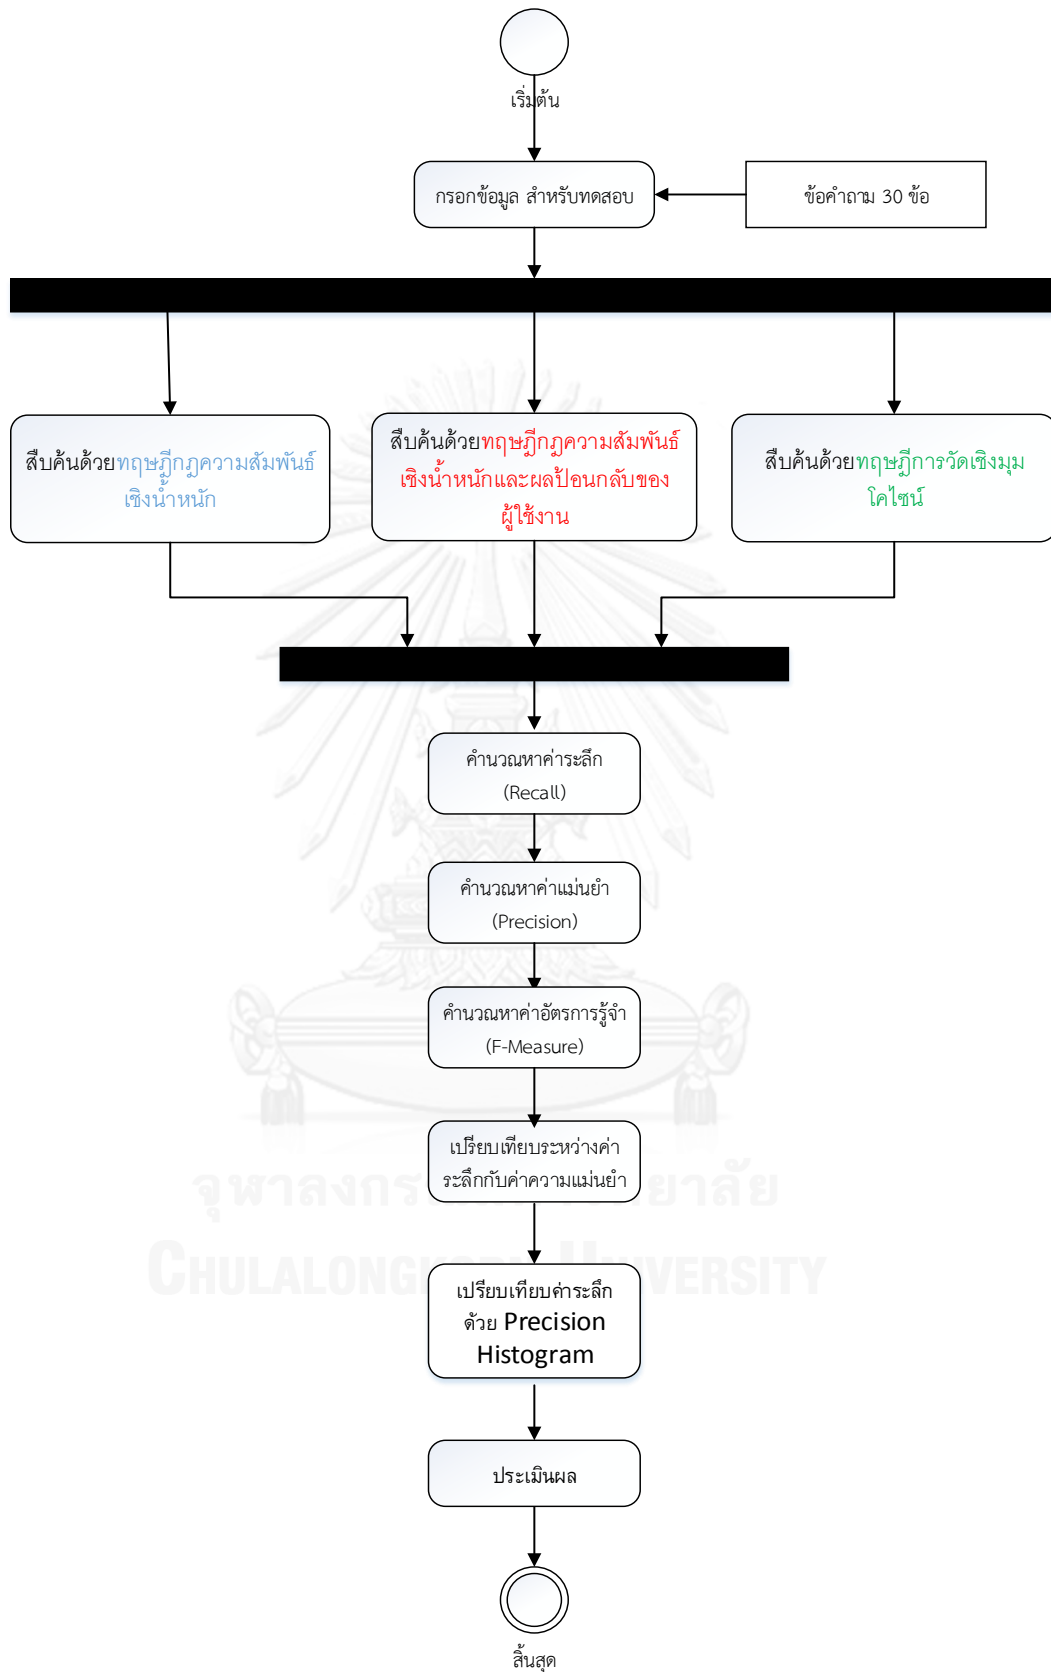 เริ่มต้น
กรอกข้อมูล สำหรับทดสอบ
ข้อคำถาม 30 ข้อ
สืบค้นด้วยทฤษฎีกฎความสัมพันธ์
เชิงน้ำหนัก
สืบค้นด้วยทฤษฎีกฎความสัมพันธ์
เชิงน้ำหนักและผลป้อนกลับของ
ผู้ใช้งาน
สืบค้นด้วยทฤษฎีการวัดเชิงมุม
โคไซน์
คำนวณหาค่าระลึก
(Recall)
คำนวณหาค่าแม่นยำ
(Precision)
คำนวณหาค่าอัตรการรู้จำ
(F-Measure)
เปรียบเทียบระหว่างค่า
ระลึกกับค่าความแม่นยำ
เปรียบเทียบค่าระลึก
ด้วย Precision
Histogram
ประเมินผล
สิ้นสุด